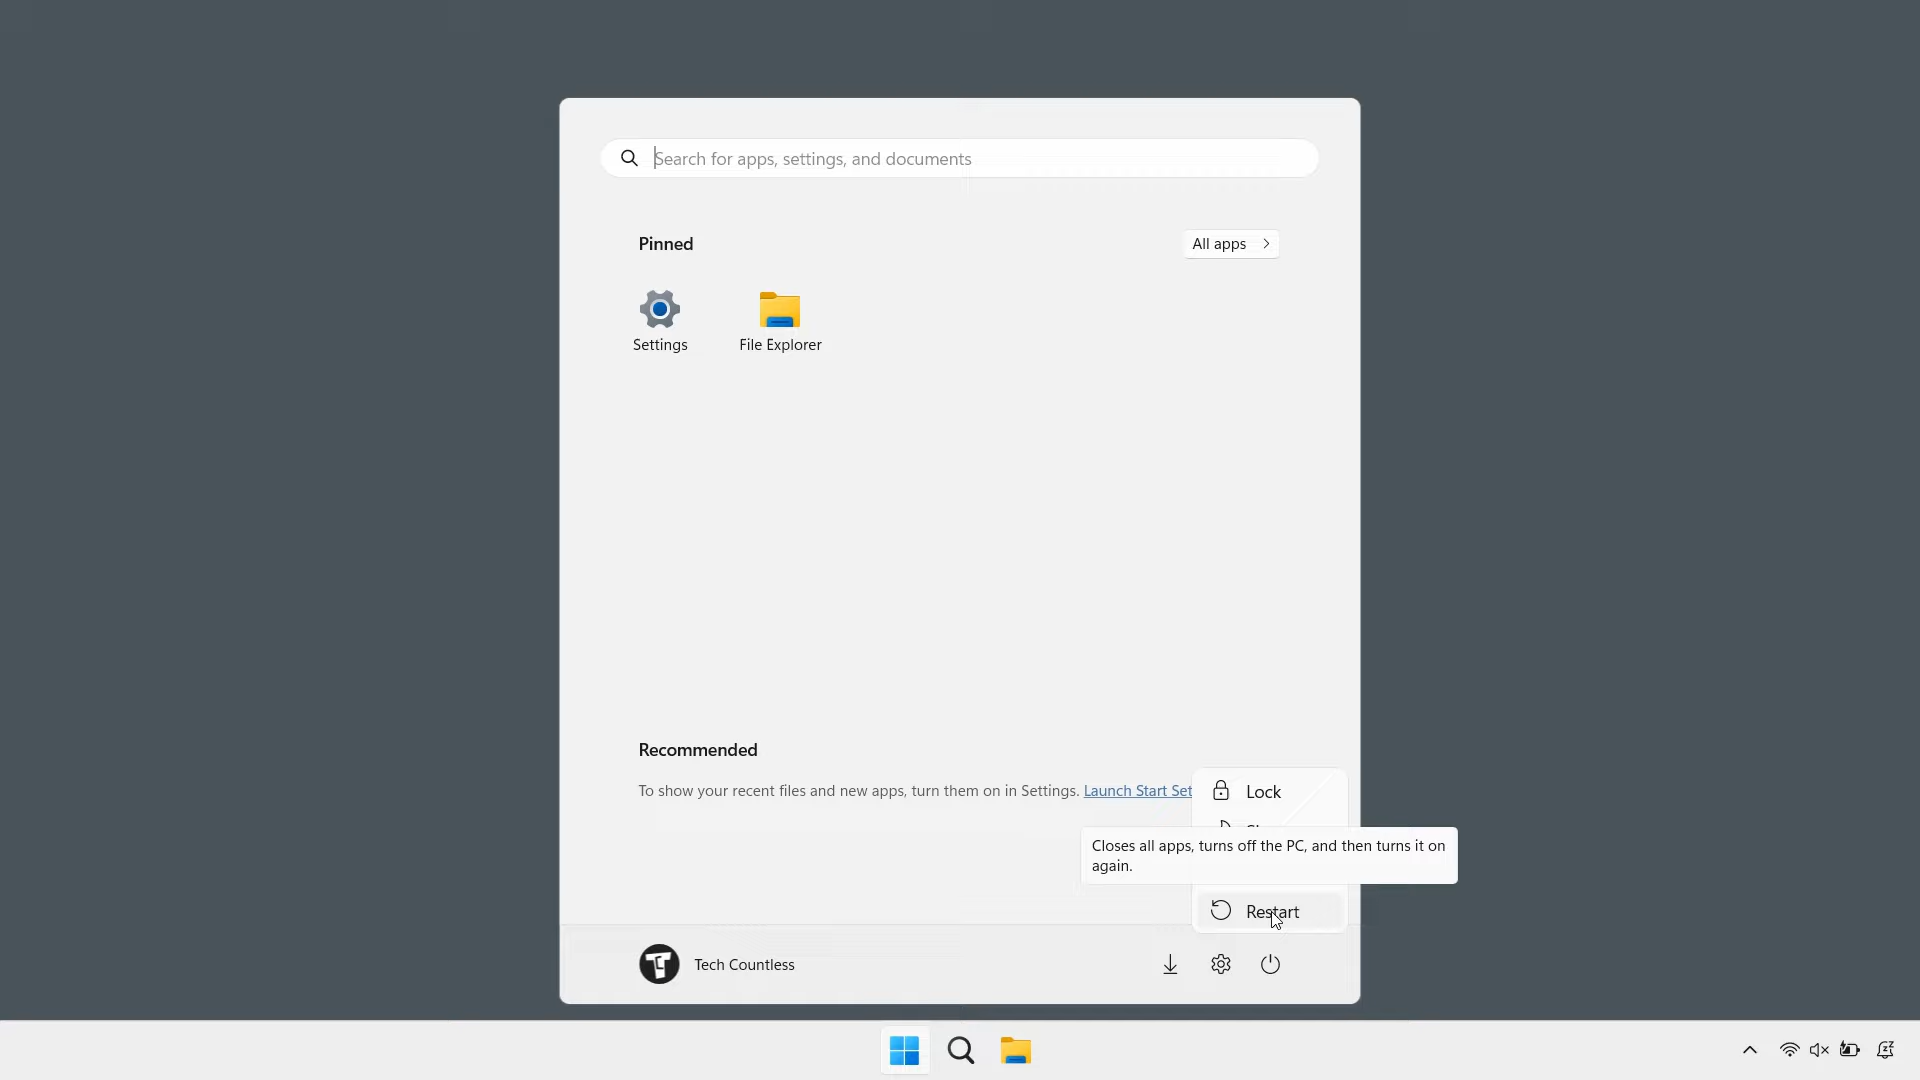 Search for apps, settings, and documents
Pinned
All apps
Settings
File Explorer
Recommended
To show your recent files and new apps, turn them on in Settings. Launch Start Set
Lock
Closes all apps, turns off the PC, and then turns it on
again.
Restart
Tech Countless